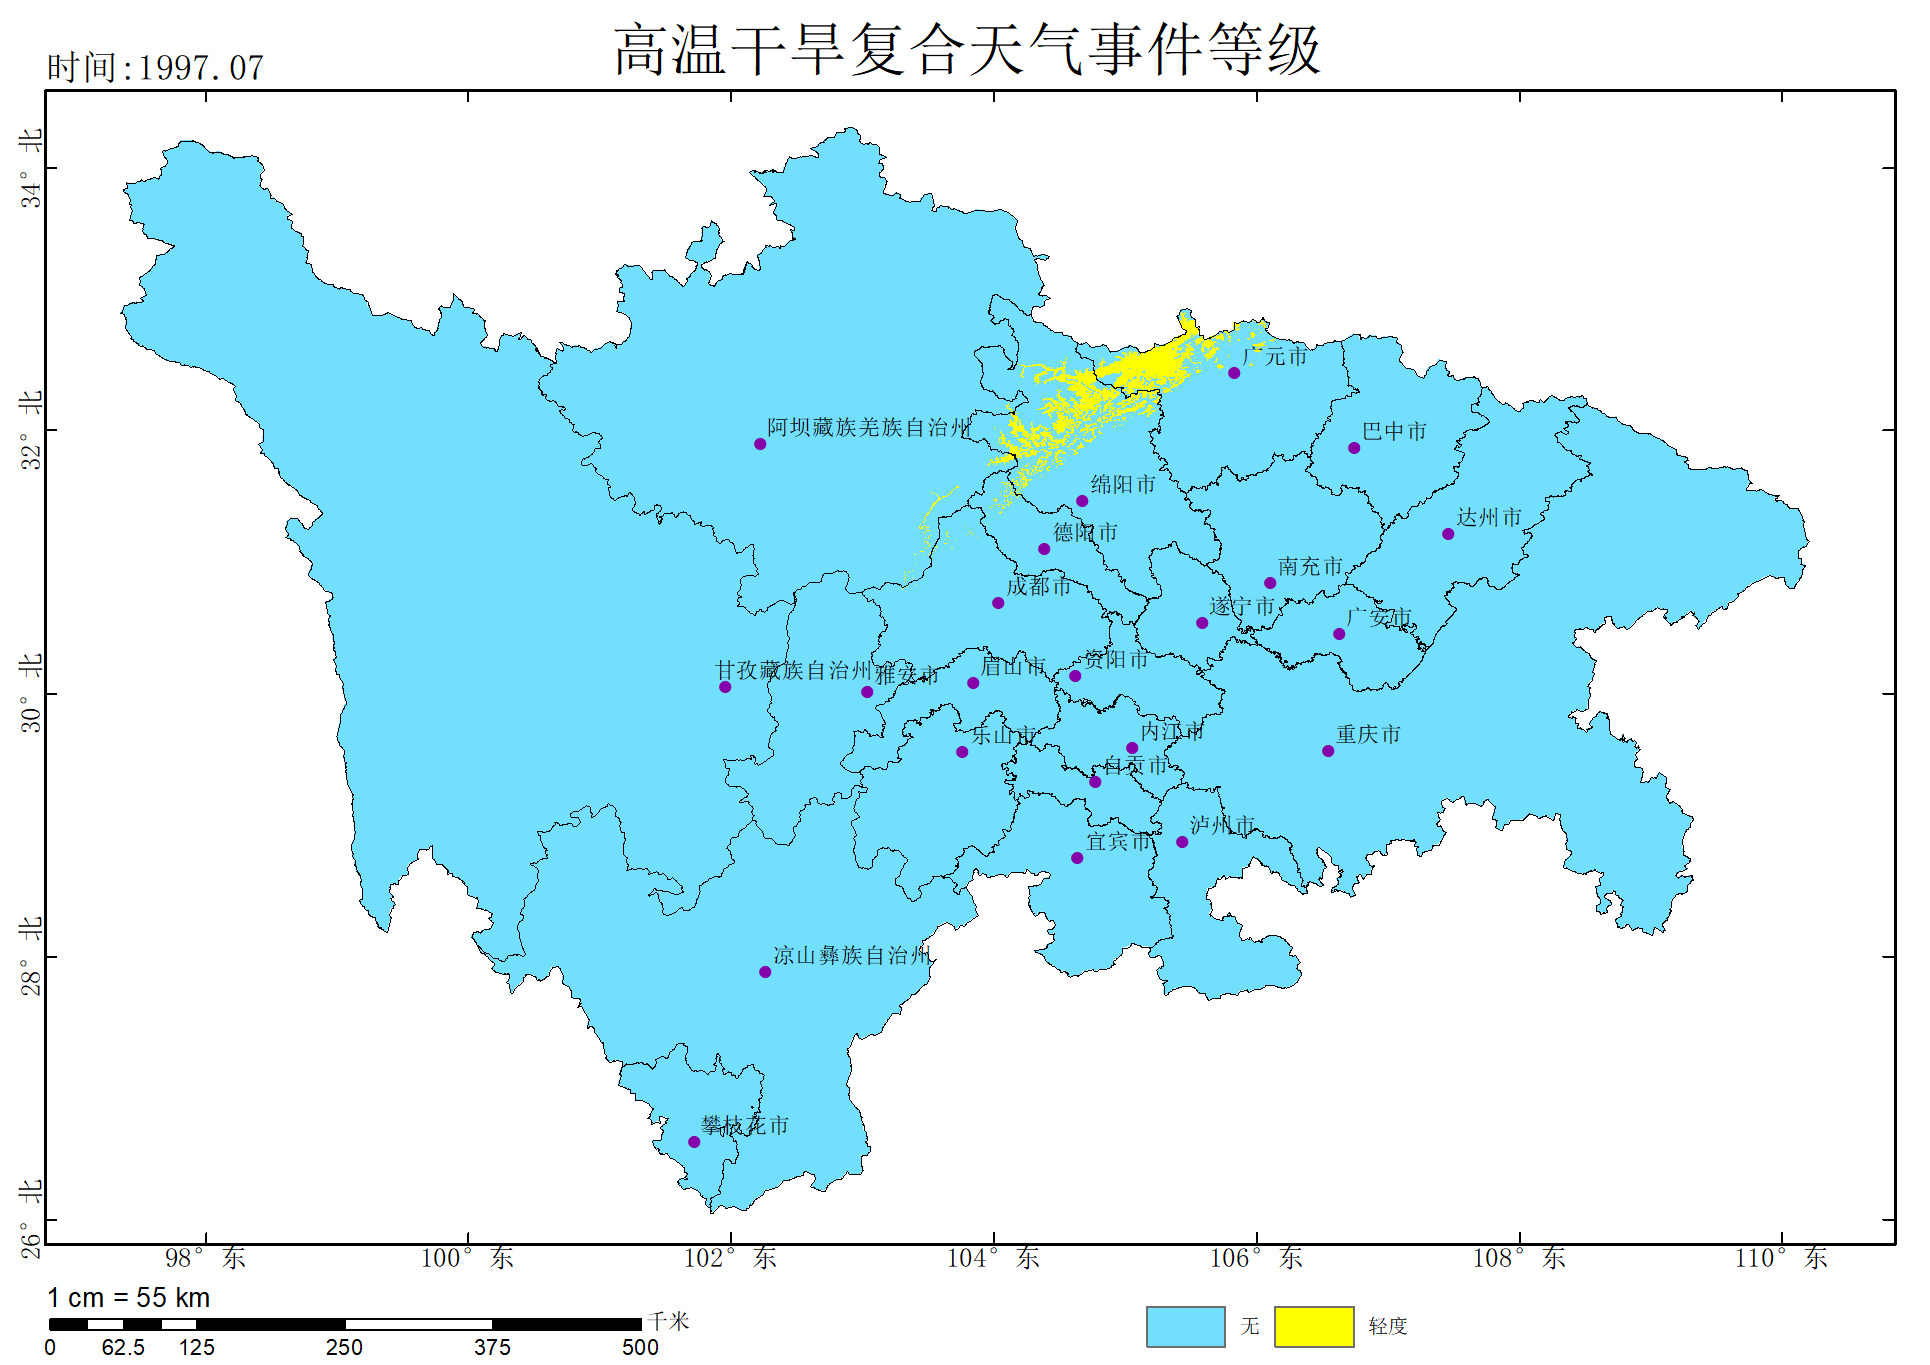 高温干旱复合天气事件等级
时间:1997.07
34° 北
32° 北
30° 北
28° 北
26° 北
广元市
阿坝藏族羌族自治州
巴中市
绵阳市
达州市
德阳市
南充市
成都市
遂宁市
广安市
甘孜藏族自治州
雅安市
眉山市
资阳市
乐山市
内江市
重庆市
自贡市
泸州市
宜宾市
凉山彝族自治州
攀枝花市
98° 东
100° 东
102° 东
104° 东
106° 东
108° 东
110° 东
1 cm = 55 km
千米
0 62.5 125 250 375 500
无 轻度